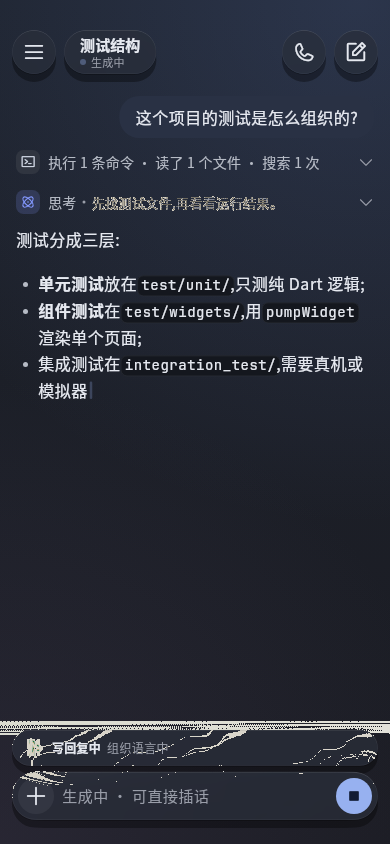 测试结构
生成中
这个项目的测试是怎么组织的?
执行 1 条命令 · 读了 1 个文件 · 搜索 1 次
思考 · 先搜测试文件,再看看运行结果。
测试分成三层:
• 单元测试放在 test/unit/,只测纯 Dart 逻辑;
• 组件测试在 test/widgets/,用 pumpWidget
渲染单个页面;
• 集成测试在 integration_test/,需要真机或
模拟器
写回复中 组织语言中
生成中 · 可直接插话